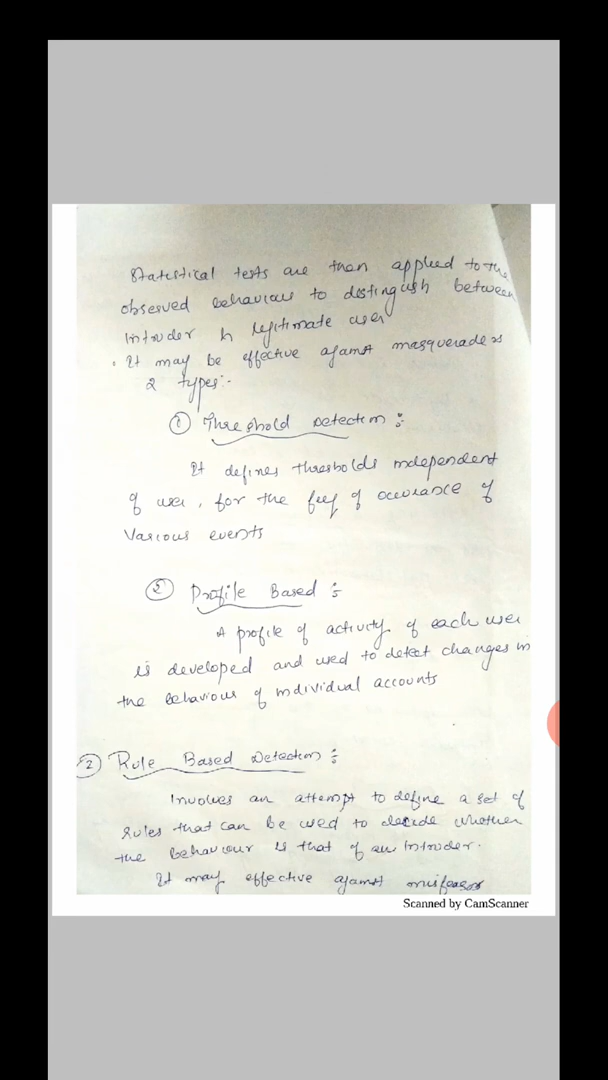 Statistical tests are then applied to the
observed behaviour to distinguish between
intruder & legitimate user
• It may be effective against masqueraders
2 types:-
① Threshold Detection :-
It defines thresholds independent
of user, for the freq of occurance of
various events
② Profile Based :-
A profile of activity of each user
is developed and used to detect changes in
the behaviour of individual accounts
② Rule Based Detection :-
Involves an attempt to define a set of
rules that can be used to decide whether
the behaviour is that of an intruder.
It may effective against misfeasor
Scanned by CamScanner